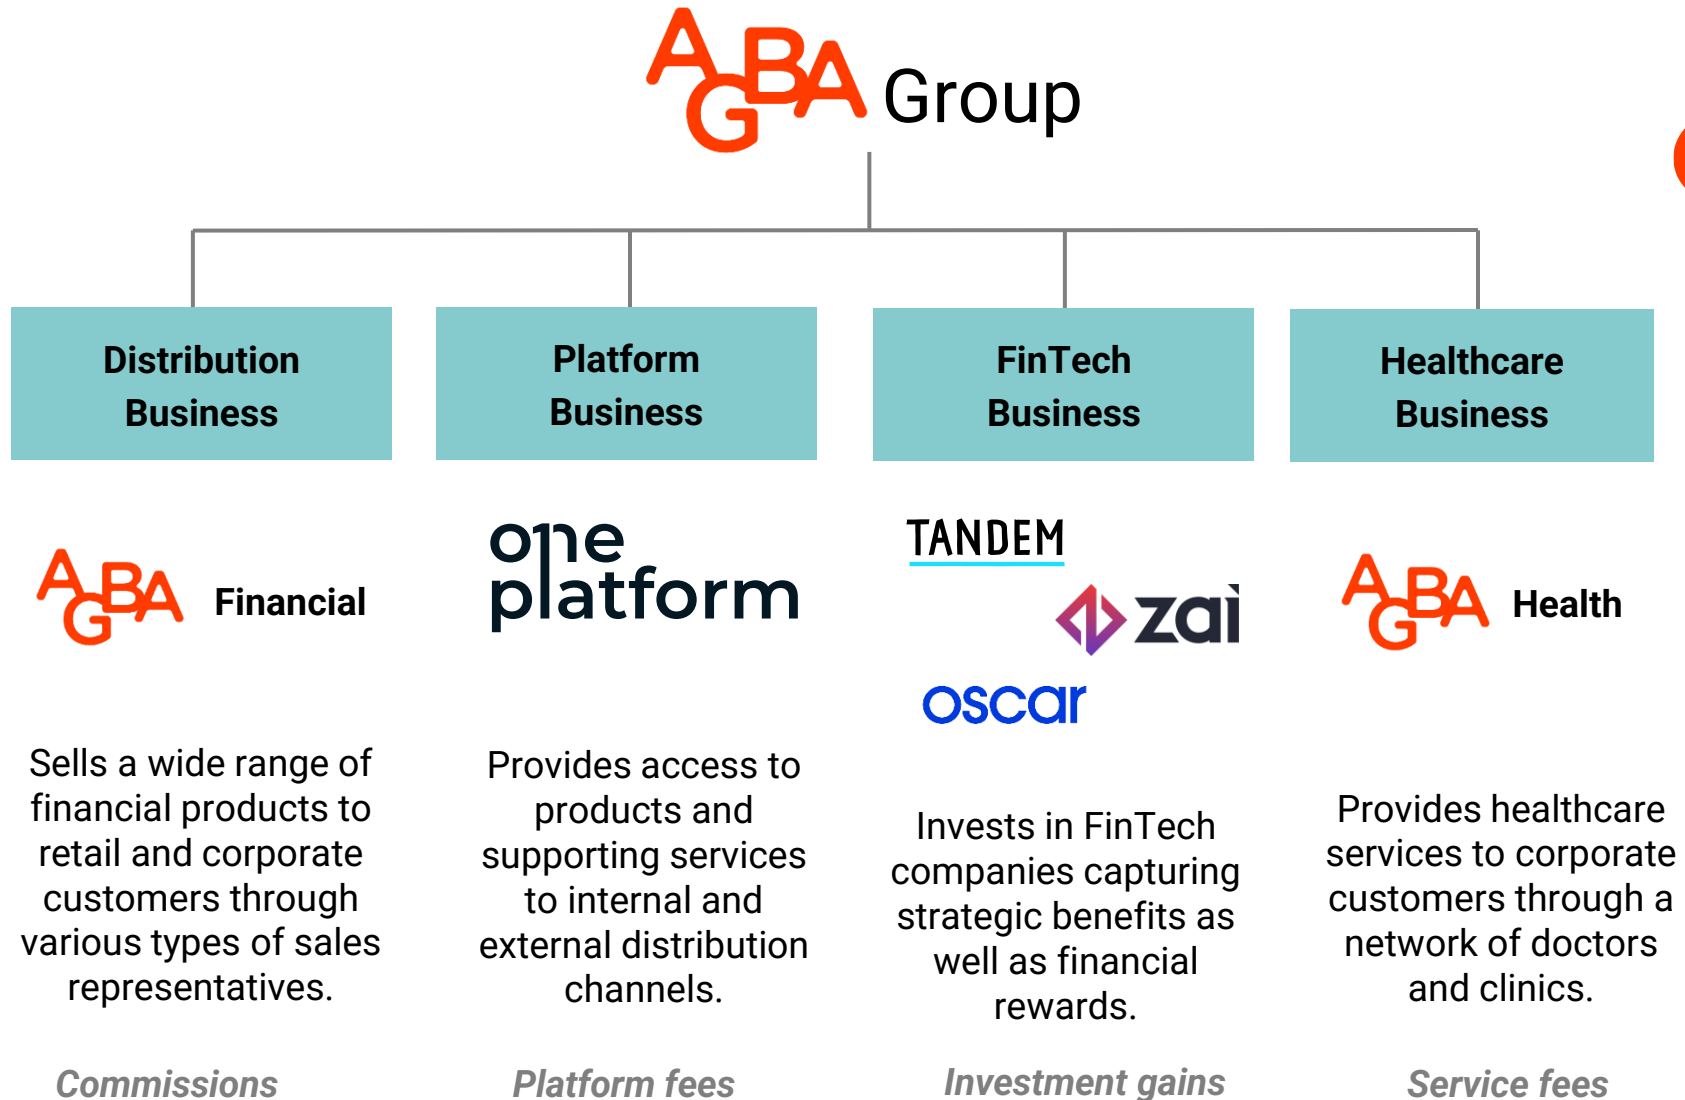 AGBA Group
Distribution
Business
Platform
Business
FinTech
Business
Healthcare
Business
AGBA Financial
one
platform
TANDEM
zai
oscar
AGBA Health
Sells a wide range of
financial products to
retail and corporate
customers through
various types of sales
representatives.
Provides access to
products and
supporting services
to internal and
external distribution
channels.
Invests in FinTech
companies capturing
strategic benefits as
well as financial
rewards.
Provides healthcare
services to corporate
customers through a
network of doctors
and clinics.
Commissions
Platform fees
Investment gains
Service fees